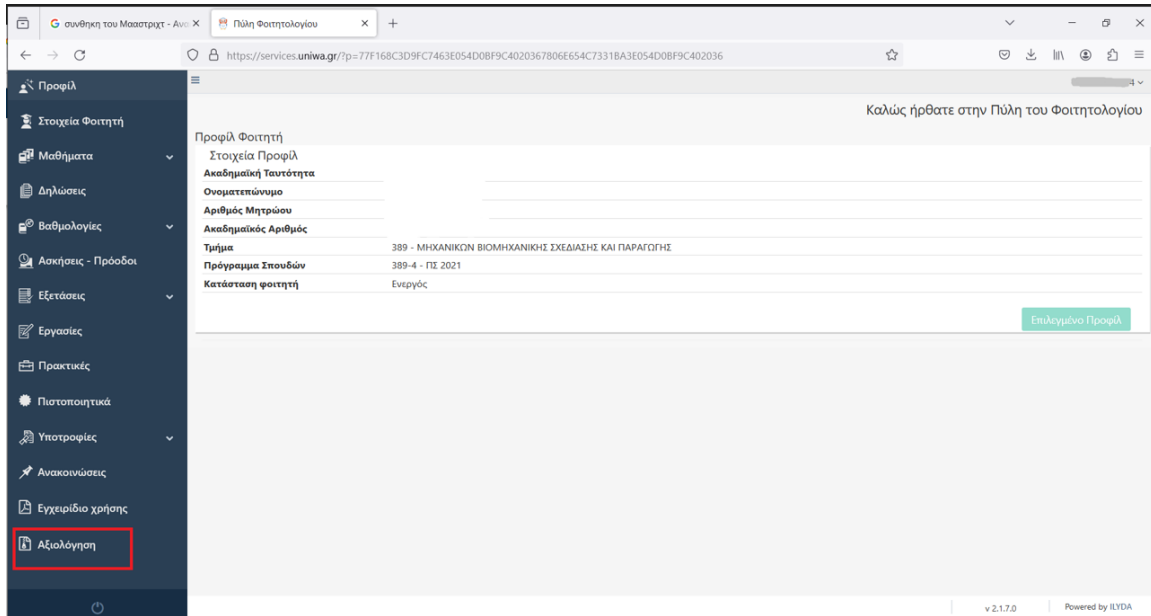 συνθηκη του Μααστριχτ - Ανα
Πύλη Φοιτητολογίου
https://services.uniwa.gr/?p=77F168C3D9FC7463E054D0BF9C4020367806E654C7331BA3E054D0BF9C402036
Προφίλ
Στοιχεία Φοιτητή
Μαθήματα
Δηλώσεις
Βαθμολογίες
Ασκήσεις - Πρόοδοι
Εξετάσεις
Εργασίες
Πρακτικές
Πιστοποιητικά
Υποτροφίες
Ανακοινώσεις
Εγχειρίδιο χρήσης
Αξιολόγηση
4
Καλώς ήρθατε στην Πύλη του Φοιτητολογίου
Προφίλ Φοιτητή
Στοιχεία Προφίλ
Ακαδημαϊκή Ταυτότητα
Ονοματεπώνυμο
Αριθμός Μητρώου
Ακαδημαϊκός Αριθμός
Τμήμα 389 - ΜΗΧΑΝΙΚΩΝ ΒΙΟΜΗΧΑΝΙΚΗΣ ΣΧΕΔΙΑΣΗΣ ΚΑΙ ΠΑΡΑΓΩΓΗΣ
Πρόγραμμα Σπουδών 389-4 - ΠΣ 2021
Κατάσταση φοιτητή Ενεργός
Επιλεγμένο Προφίλ
v 2.1.7.0 Powered by ILYDA